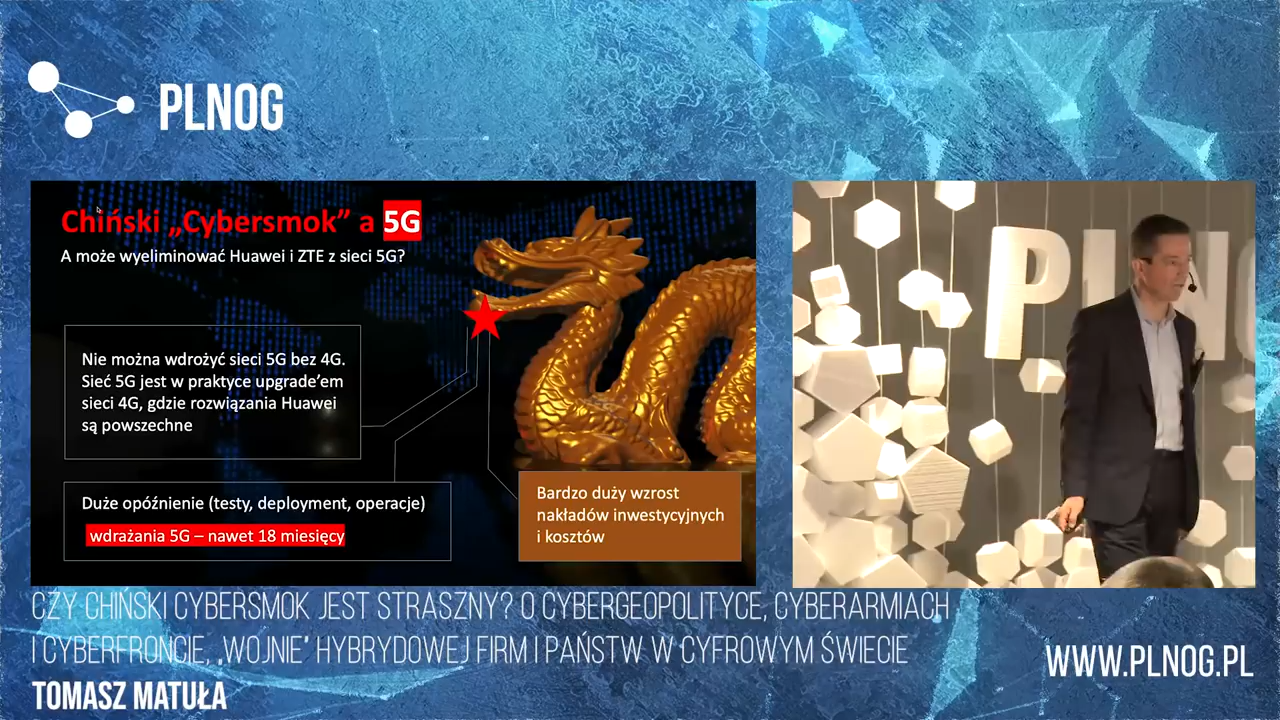 PLNOG
Chiński „Cybersmok” a 5G
A może wyeliminować Huawei i ZTE z sieci 5G?
Nie można wdrożyć sieci 5G bez 4G.
Sieć 5G jest w praktyce upgrade’em
sieci 4G, gdzie rozwiązania Huawei
są powszechne
Duże opóźnienie (testy, deployment, operacje)
wdrażania 5G – nawet 18 miesięcy
Bardzo duży wzrost
nakładów inwestycyjnych
i kosztów
PLNO
CZY CHIŃSKI CYBERSMOK JEST STRASZNY? O CYBERGEOPOLITYCE, CYBERARMIACH
I CYBERFRONCIE, „WOJNIE” HYBRYDOWEJ FIRM I PAŃSTW W CYFROWYM ŚWIECIE
TOMASZ MATUŁA
WWW.PLNOG.PL